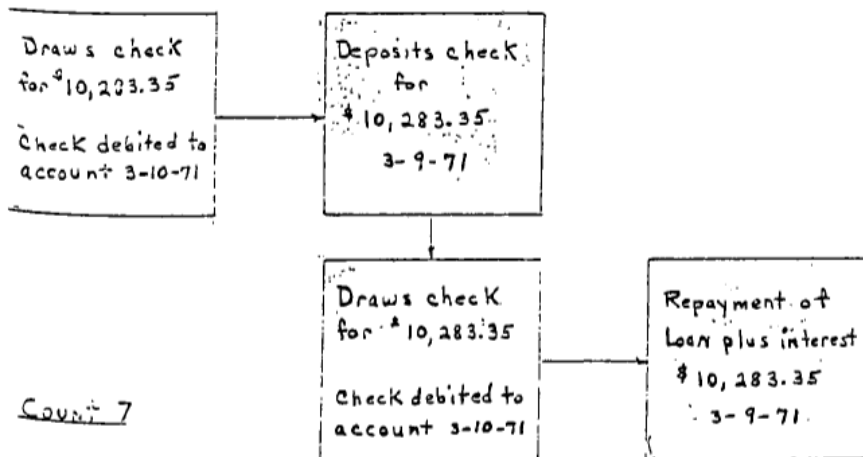 Draws check
for $10,283.35
Check debited to
account 3-10-71
Deposits check
for
$10,283.35
3-9-71
Draws check
for $10,283.35
Check debited to
account 3-10-71
Repayment of
Loan plus interest
$10,283.35
3-9-71
Count 7